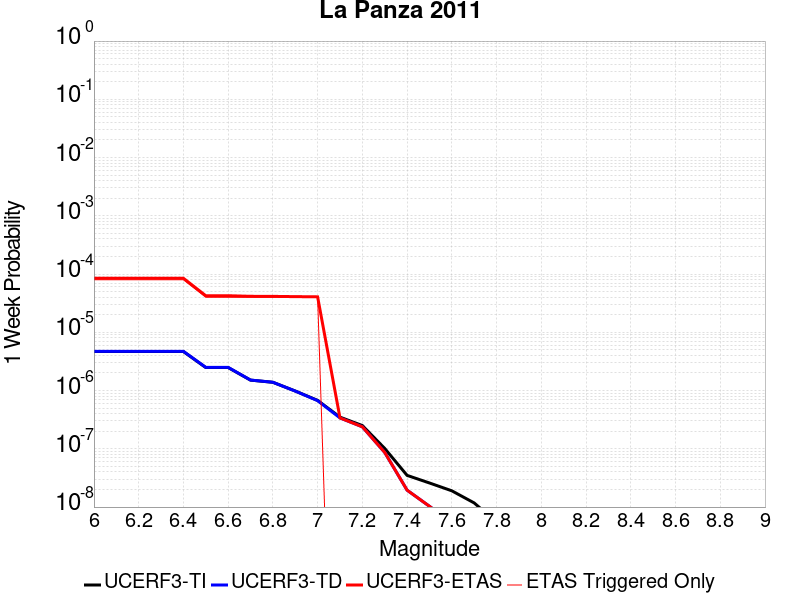 La Panza 2011
10 0
10 -1
10 -2
10 -3
10 -4
10 -5
10 -6
10 -7
10 -8
1 Week Probability
6 6.2 6.4 6.6 6.8 7 7.2 7.4 7.6 7.8 8 8.2 8.4 8.6 8.8 9
Magnitude
UCERF3-TI UCERF3-TD UCERF3-ETAS ETAS Triggered Only